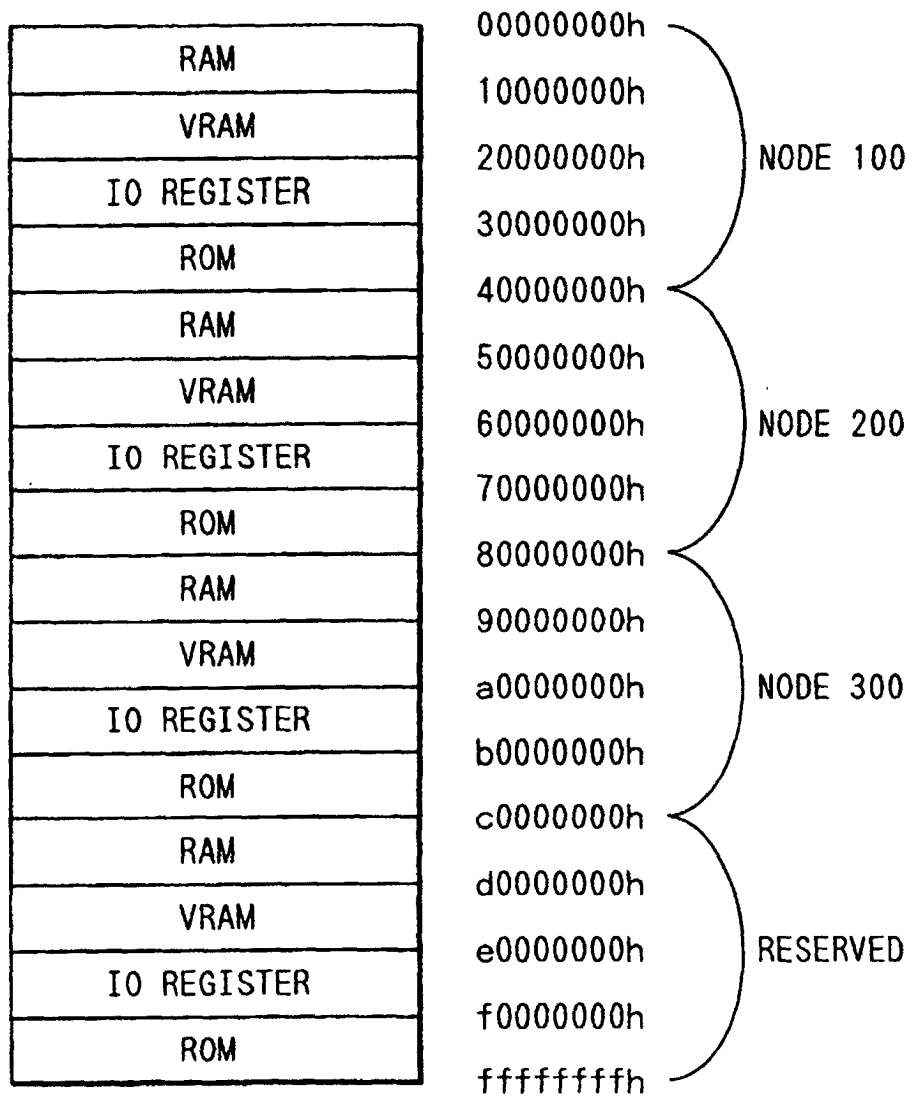 RAM
VRAM
IO REGISTER
ROM
RAM
VRAM
IO REGISTER
ROM
RAM
VRAM
IO REGISTER
ROM
RAM
VRAM
IO REGISTER
ROM
00000000h
10000000h
20000000h
30000000h
40000000h
50000000h
60000000h
70000000h
80000000h
90000000h
a0000000h
b0000000h
c0000000h
d0000000h
e0000000h
f0000000h
ffffffffh
NODE 100
NODE 200
NODE 300
RESERVED